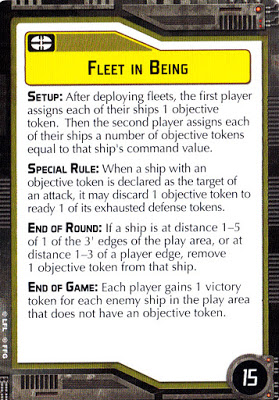 FLEET IN BEING
SETUP: After deploying fleets, the first player
assigns each of their ships 1 objective
token. Then the second player assigns each
of their ships a number of objective tokens
equal to that ship's command value.
SPECIAL RULE: When a ship with an
objective token is declared as the target of
an attack, it may discard 1 objective token to
ready 1 of its exhausted defense tokens.
END OF ROUND: If a ship is at distance 1–5
of 1 of the 3' edges of the play area, or at
distance 1–3 of a player edge, remove
1 objective token from that ship.
END OF GAME: Each player gains 1 victory
token for each enemy ship in the play area
that does not have an objective token.
© LFL © FFG
15